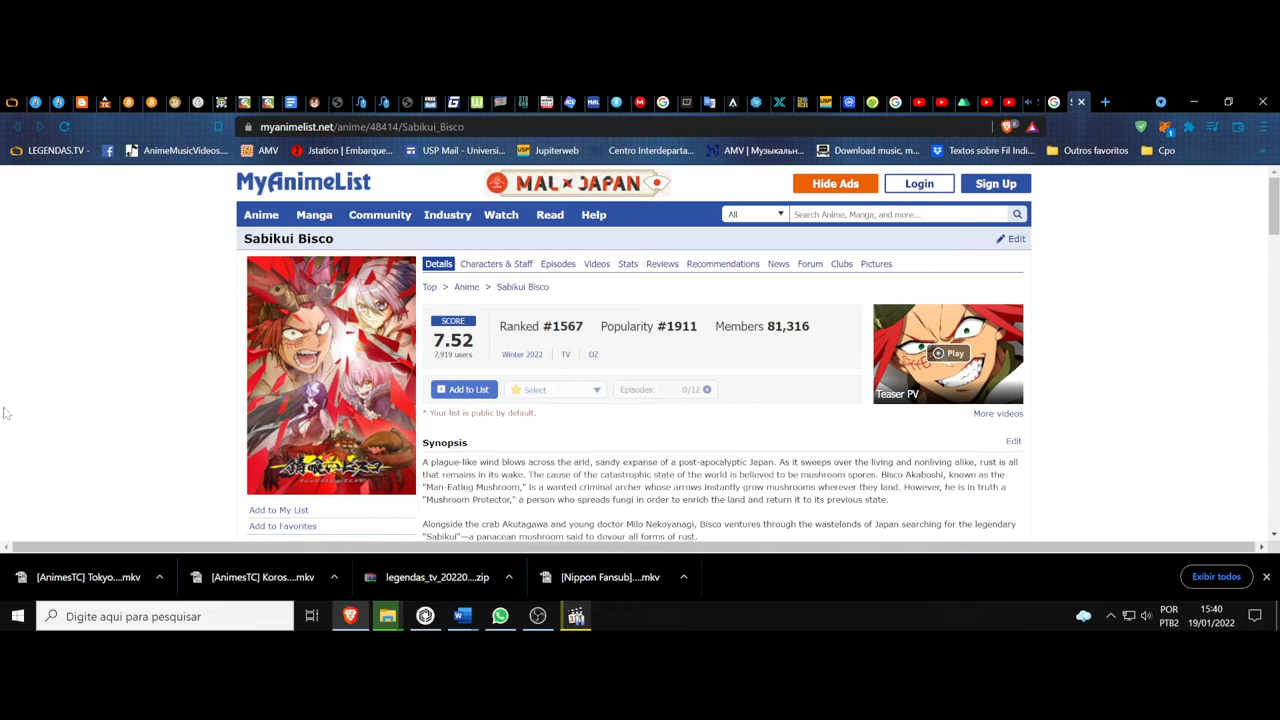 myanimelist.net/anime/48414/Sabikui_Bisco
LEGENDAS.TV - AnimeMusicVideos... AMV Jstation | Embarque... USP Mail - Universi... Jupiterweb Centro Interdeparta... AMV | Музыкальн... Download music, m... Textos sobre Fil Indi... Outros favoritos Cpo
MyAnimeList MAL x JAPAN Hide Ads Login Sign Up
Anime Manga Community Industry Watch Read Help All Search Anime, Manga, and more...
Sabikui Bisco Edit
Details Characters & Staff Episodes Videos Stats Reviews Recommendations News Forum Clubs Pictures
Top > Anime > Sabikui Bisco
SCORE
7.52
7,919 users
Ranked #1567 Popularity #1911 Members 81,316
Winter 2022 TV OZ
Add to List Select Episodes: 0/12
* Your list is public by default.
Play
Teaser PV
More videos
Synopsis Edit
A plague-like wind blows across the arid, sandy expanse of a post-apocalyptic Japan. As it sweeps over the living and nonliving alike, rust is all
that remains in its wake. The cause of the catastrophic state of the world is believed to be mushroom spores. Bisco Akaboshi, known as the
"Man-Eating Mushroom," is a wanted criminal archer whose arrows instantly grow mushrooms wherever they land. However, he is in truth a
"Mushroom Protector," a person who spreads fungi in order to enrich the land and return it to its previous state.
Alongside the crab Akutagawa and young doctor Milo Nekoyanagi, Bisco ventures through the wastelands of Japan searching for the legendary
"Sabikui"—a panacean mushroom said to devour all forms of rust.
錆喰いビスコ
Add to My List
Add to Favorites
[AnimesTC] Tokyo....mkv [AnimesTC] Koros....mkv legendas_tv_20220....zip [Nippon Fansub]....mkv Exibir todos
Digite aqui para pesquisar
POR
PTB2
15:40
19/01/2022